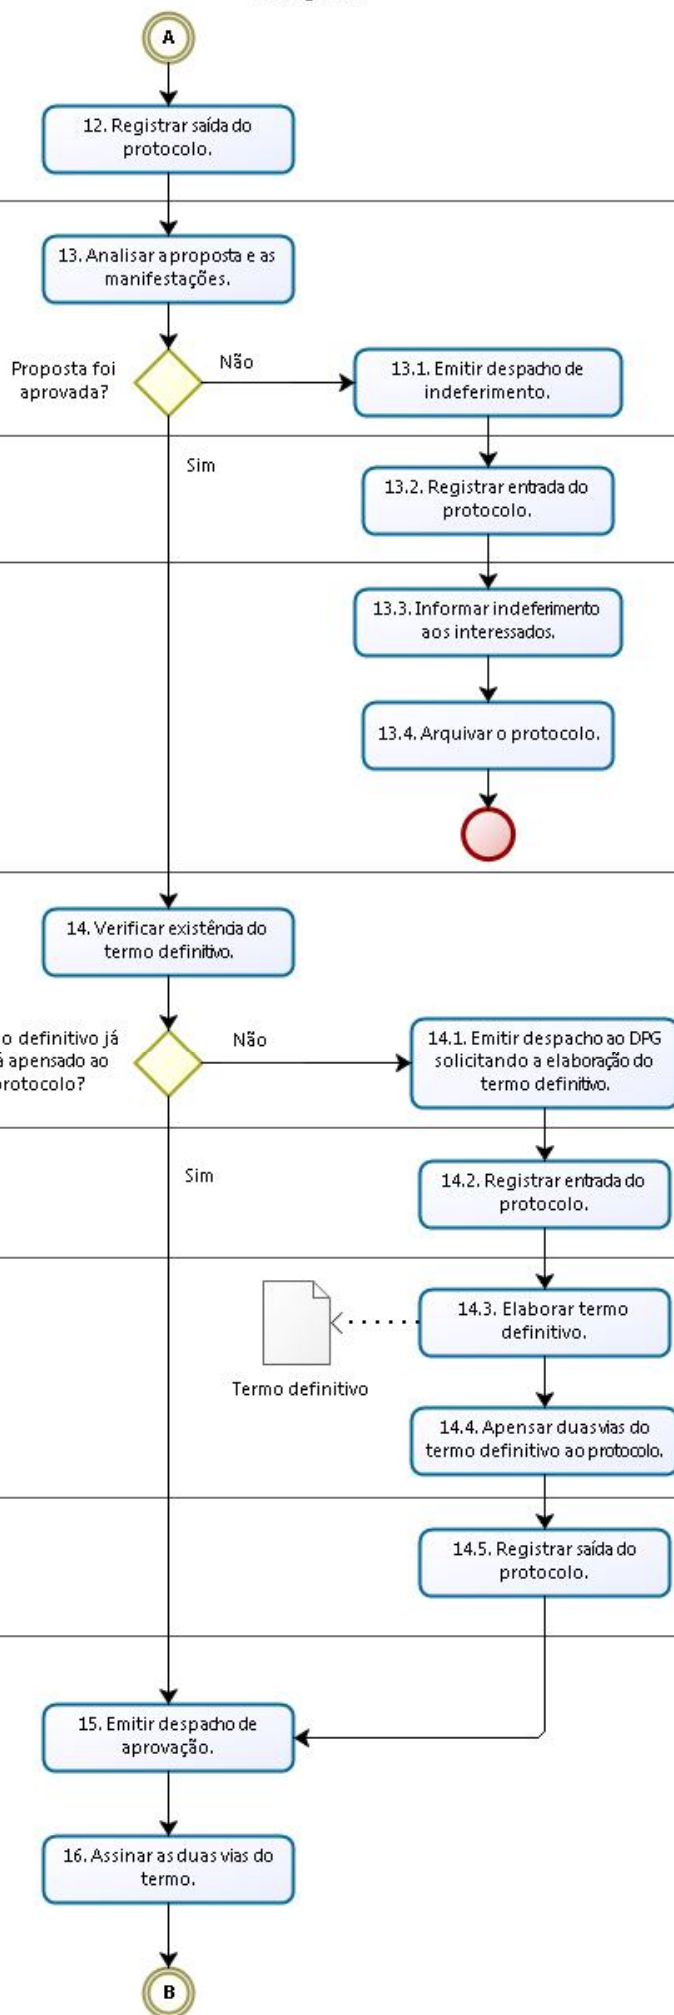 A
12. Registrar saída do
protocolo.
13. Analisar a proposta e as
manifestações.
Proposta foi
aprovada?
Não
13.1. Emitir despacho de
indeferimento.
Sim
13.2. Registrar entrada do
protocolo.
13.3. Informar indeferimento
aos interessados.
13.4. Arquivar o protocolo.
14. Verificar existência do
termo definitivo.
o definitivo já
á apensado ao
rotocolo?
Não
14.1. Emitir despacho ao DPG
solicitando a elaboração do
termo definitivo.
Sim
14.2. Registrar entrada do
protocolo.
14.3. Elaborar termo
definitivo.
Termo definitivo
14.4. Apensar duas vias do
termo definitivo ao protocolo.
14.5. Registrar saída do
protocolo.
15. Emitir despacho de
aprovação.
16. Assinar as duas vias do
termo.
B